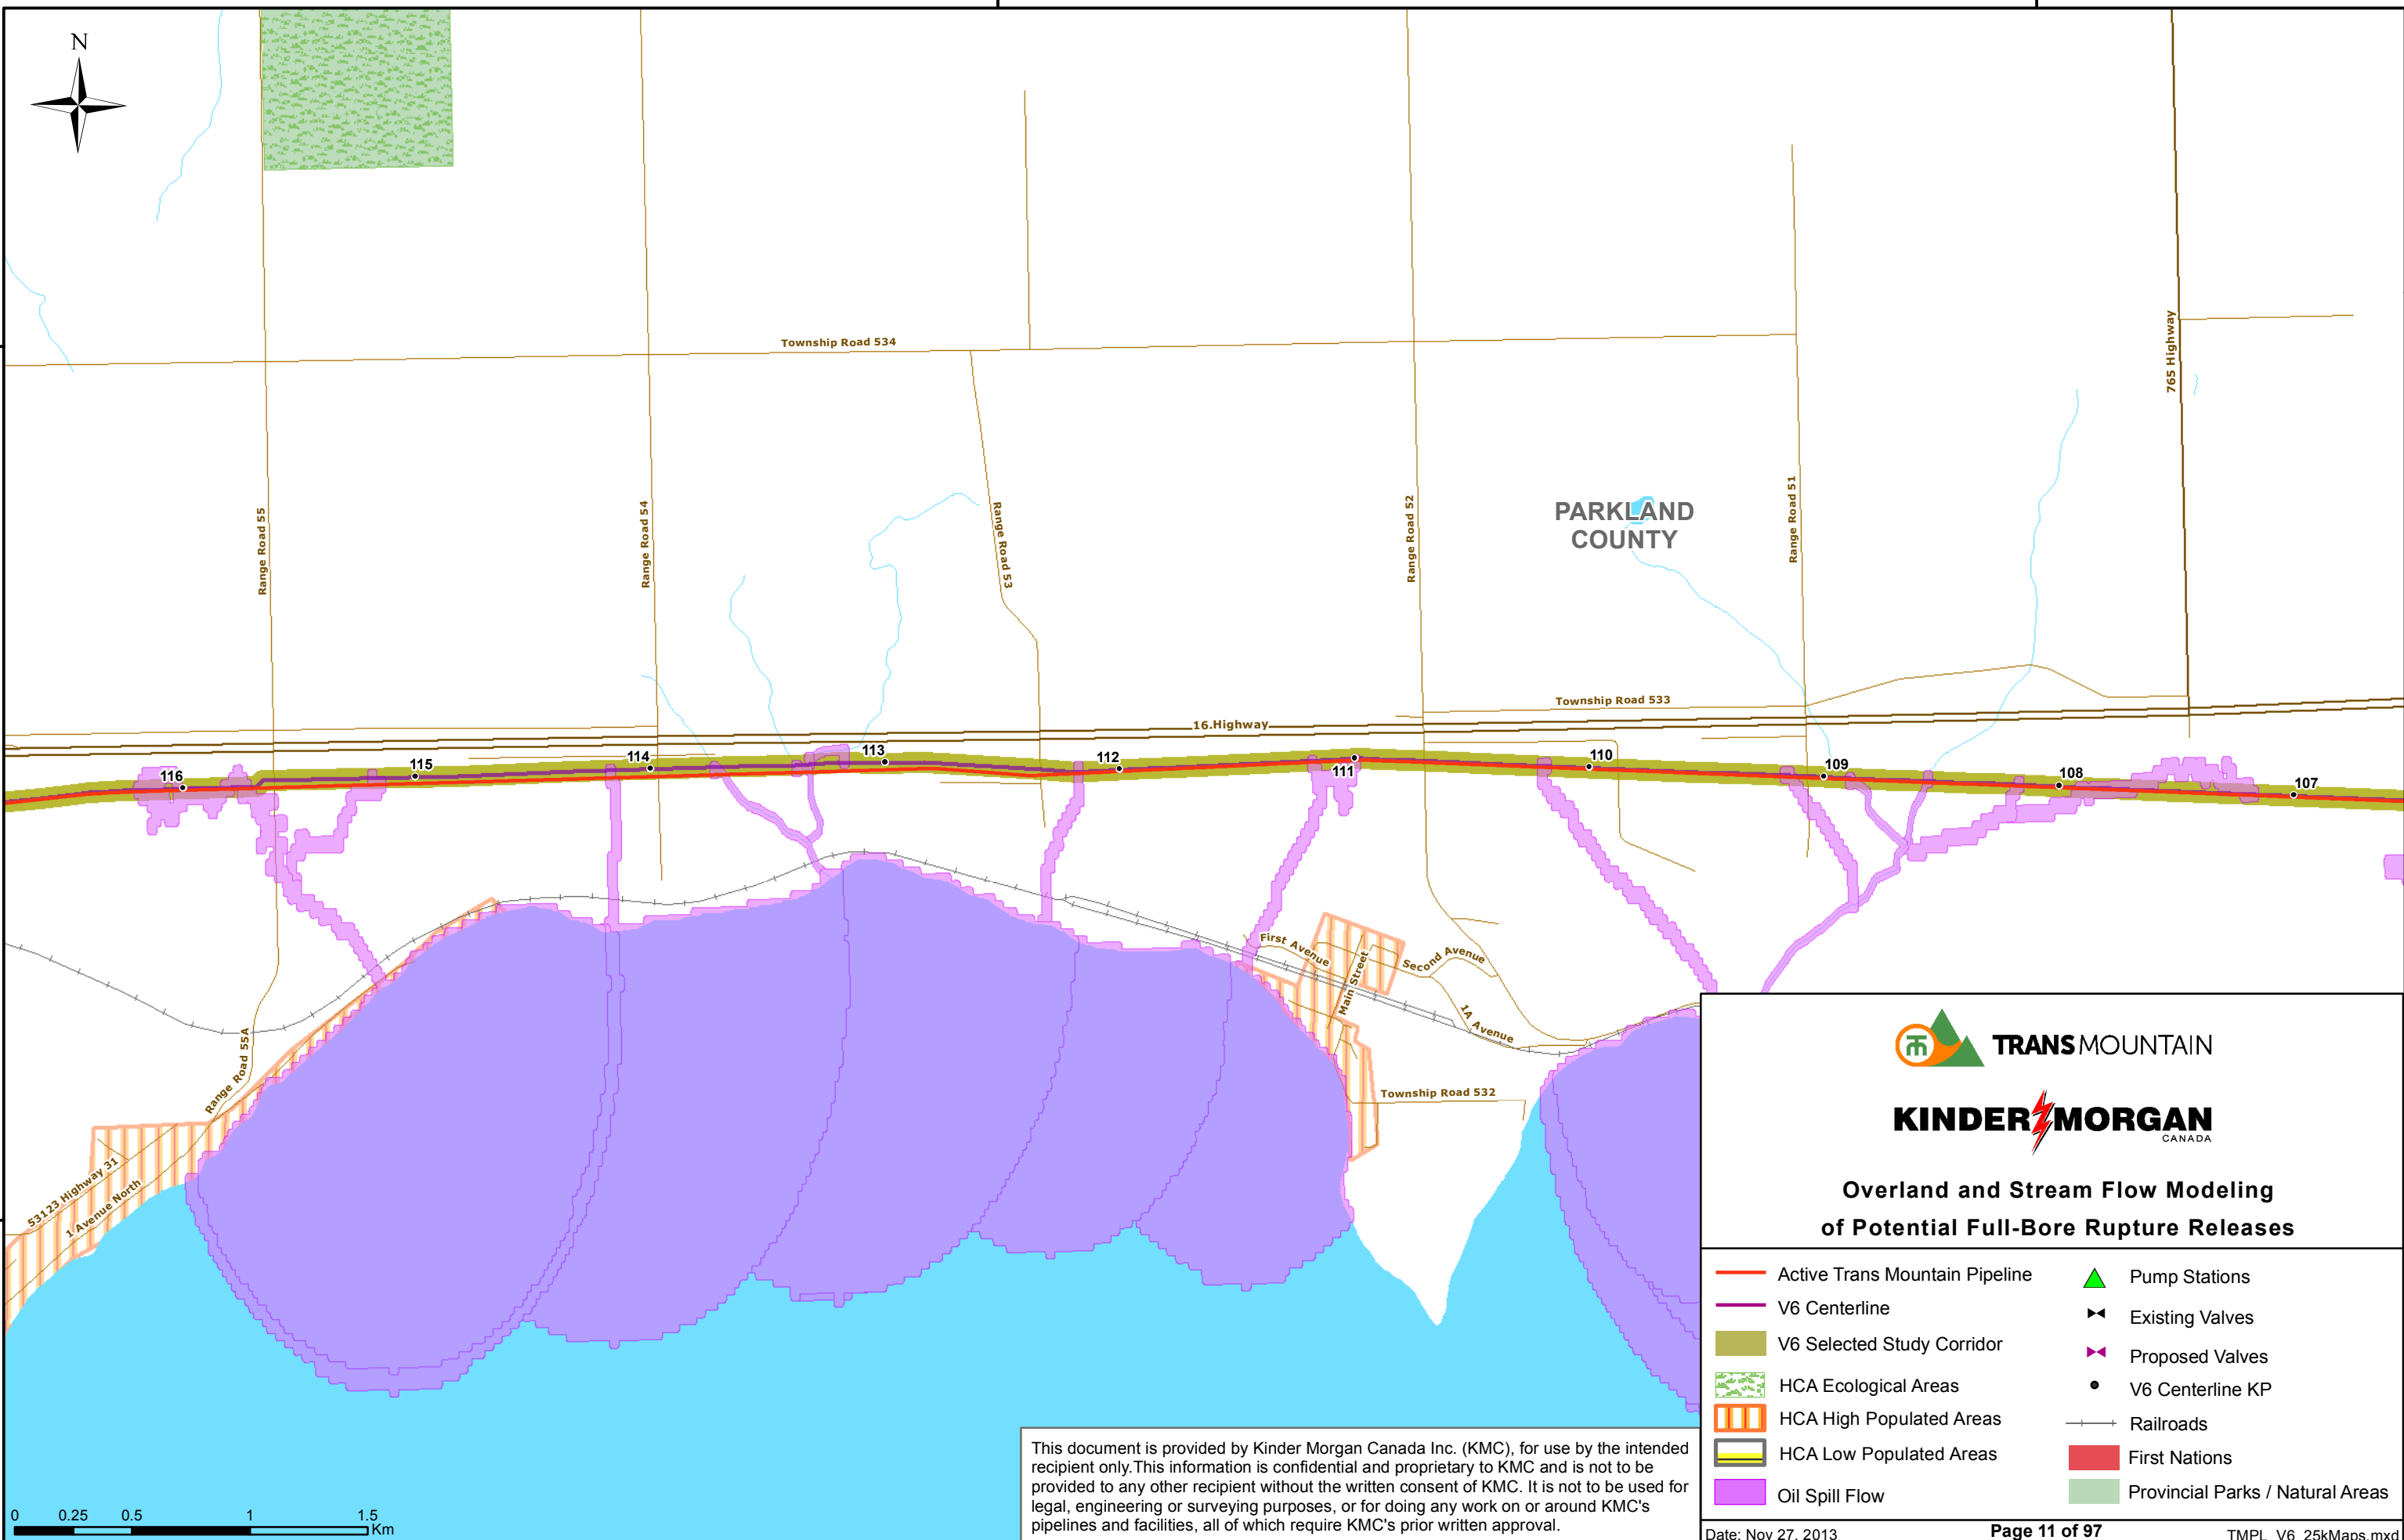 N
Township Road 534
765 Highway
Range Road 55
Range Road 54
Range Road 53
Range Road 52
Range Road 51
PARKLAND
COUNTY
Township Road 533
16.Highway
116
115
114
113
112
111
110
109
108
107
First Avenue
Second Avenue
Main Street
1A Avenue
Range Road 55A
Township Road 532
53123 Highway 31
1 Avenue North
TRANSMOUNTAIN
KINDER MORGAN
CANADA
Overland and Stream Flow Modeling
of Potential Full-Bore Rupture Releases
Active Trans Mountain Pipeline
V6 Centerline
V6 Selected Study Corridor
HCA Ecological Areas
HCA High Populated Areas
HCA Low Populated Areas
Oil Spill Flow
Pump Stations
Existing Valves
Proposed Valves
V6 Centerline KP
Railroads
First Nations
Provincial Parks / Natural Areas
This document is provided by Kinder Morgan Canada Inc. (KMC), for use by the intended
recipient only.This information is confidential and proprietary to KMC and is not to be
provided to any other recipient without the written consent of KMC. It is not to be used for
legal, engineering or surveying purposes, or for doing any work on or around KMC's
pipelines and facilities, all of which require KMC's prior written approval.
0 0.25 0.5 1 1.5
Km
Date: Nov 27, 2013 Page 11 of 97 TMPL_V6_25kMaps.mxd